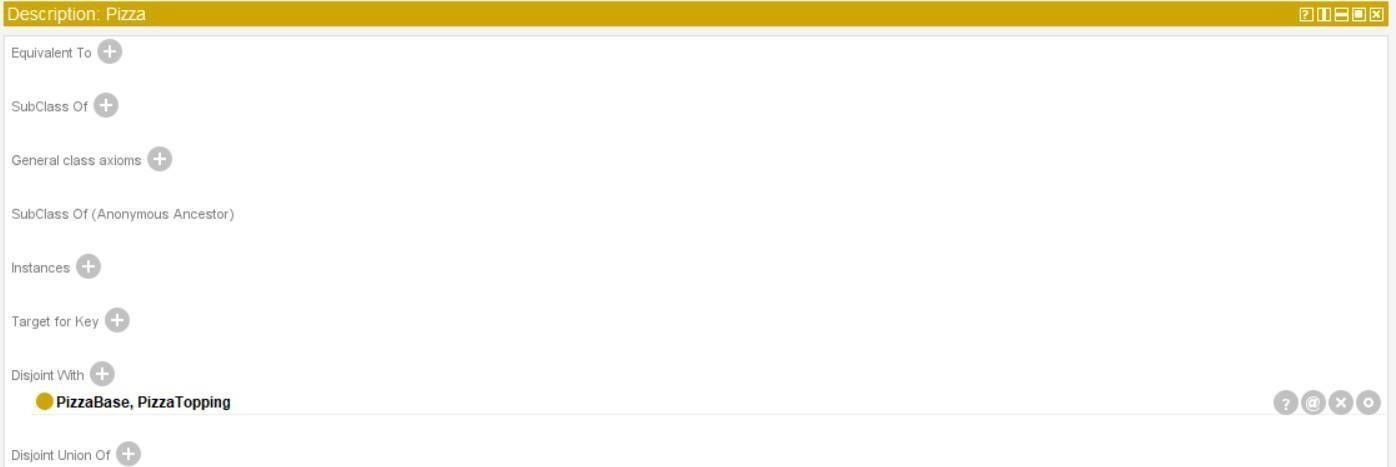 Description: Pizza
Equivalent To
SubClass Of
General class axioms
SubClass Of (Anonymous Ancestor)
Instances
Target for Key
Disjoint With
PizzaBase, PizzaTopping
Disjoint Union Of